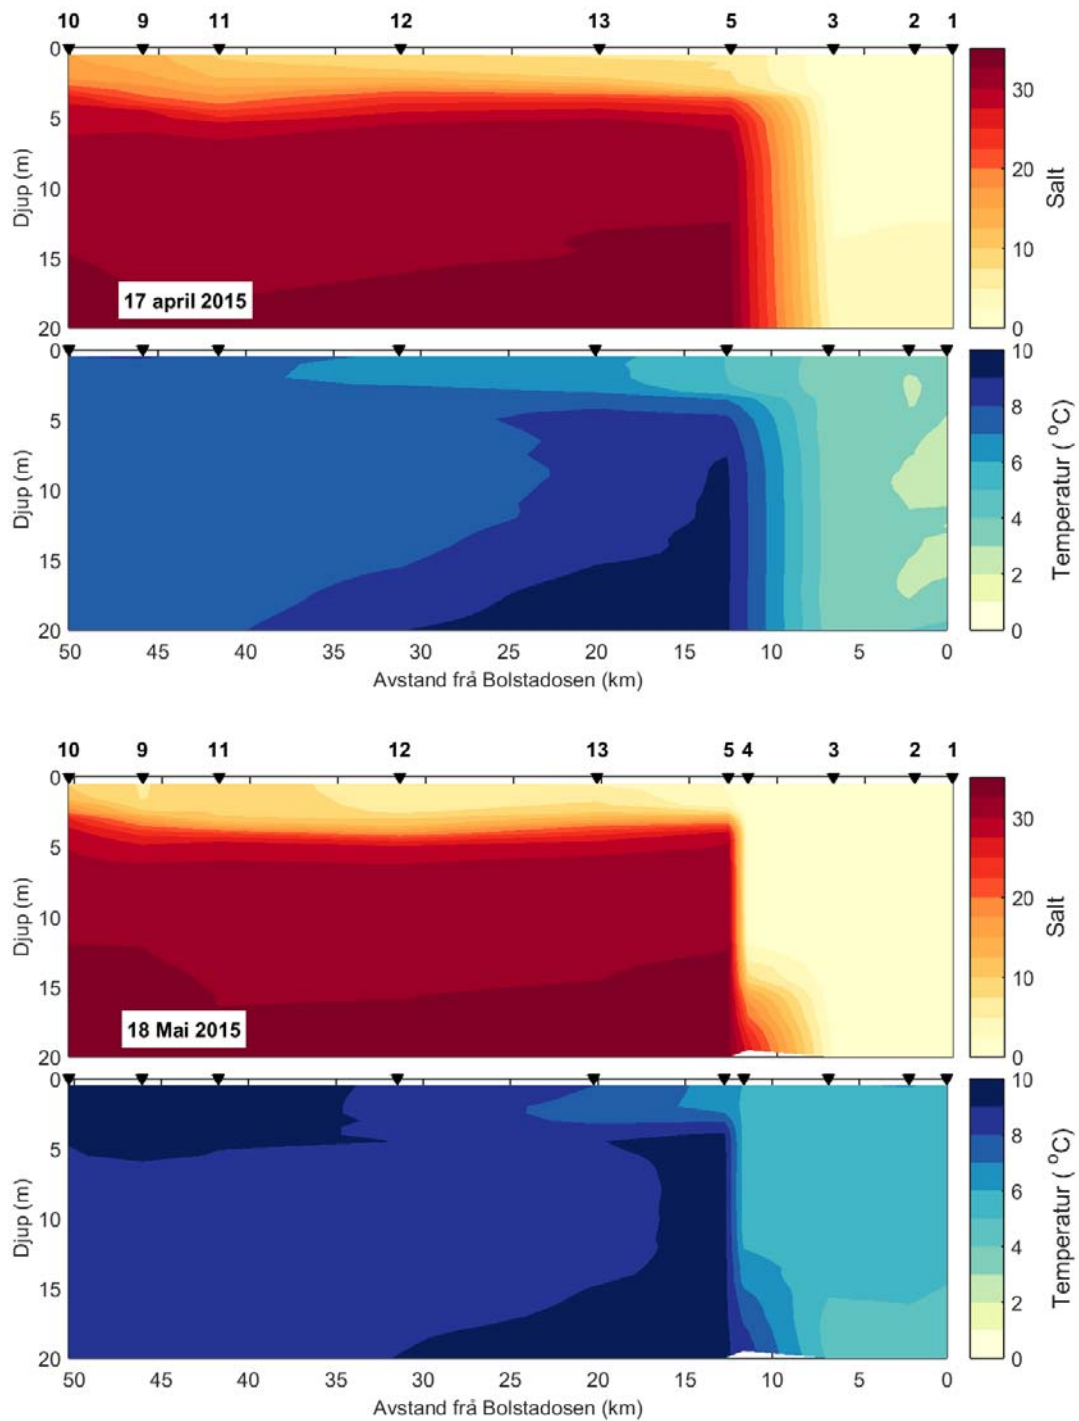 10 9 11 12 13 5 3 2 1
0
5
10
15
20
Djup (m)
17 april 2015
30
20
10
0
Salt
0
5
10
15
20
Djup (m)
10
8
6
4
2
0
Temperatur ( °C)
50 45 40 35 30 25 20 15 10 5 0
Avstand frå Bolstadosen (km)
10 9 11 12 13 5 4 3 2 1
0
5
10
15
20
Djup (m)
18 Mai 2015
30
20
10
0
Salt
0
5
10
15
20
Djup (m)
10
8
6
4
2
0
Temperatur ( °C)
50 45 40 35 30 25 20 15 10 5 0
Avstand frå Bolstadosen (km)